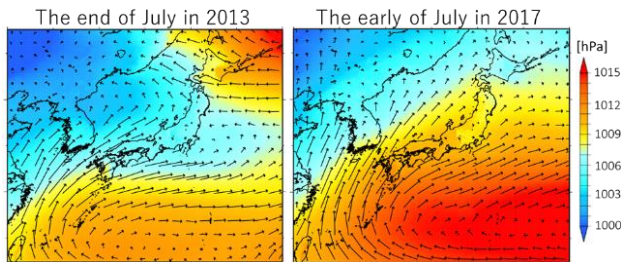 The end of July in 2013
The early of July in 2017
[hPa]
1015
1012
1009
1006
1003
1000